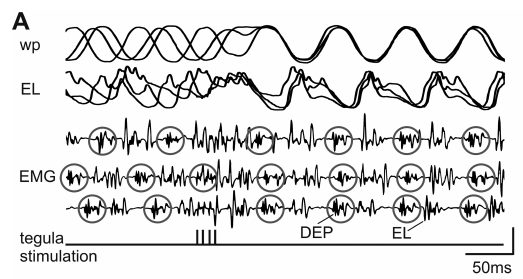 A
wp
EL
EMG
DEP
EL
tegula
stimulation
50ms